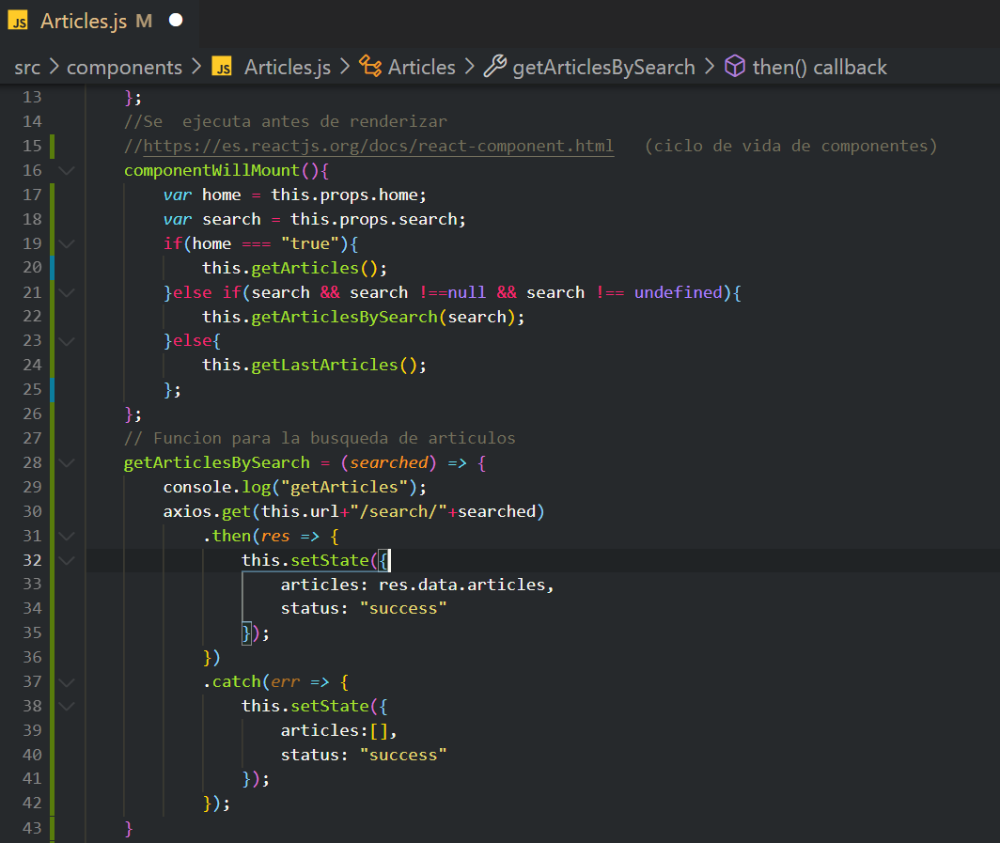 JS Articles.js M
src > components > JS Articles.js > Articles > getArticlesBySearch > then() callback
13 };
14 //Se  ejecuta antes de renderizar
15 //https://es.reactjs.org/docs/react-component.html   (ciclo de vida de componentes)
16 componentWillMount(){
17 var home = this.props.home;
18 var search = this.props.search;
19 if(home === "true"){
20 this.getArticles();
21 }else if(search && search !==null && search !== undefined){
22 this.getArticlesBySearch(search);
23 }else{
24 this.getLastArticles();
25 };
26 };
27 // Funcion para la busqueda de articulos
28 getArticlesBySearch = (searched) => {
29 console.log("getArticles");
30 axios.get(this.url+"/search/"+searched)
31 .then(res => {
32 this.setState({
33 articles: res.data.articles,
34 status: "success"
35 });
36 })
37 .catch(err => {
38 this.setState({
39 articles:[],
40 status: "success"
41 });
42 });
43 }